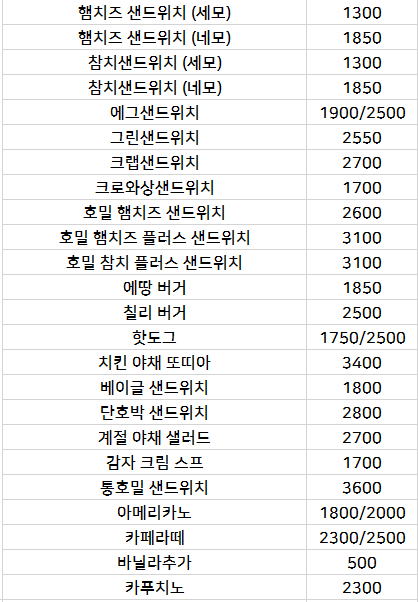 햄치즈 샌드위치 (세모) 1300
햄치즈 샌드위치 (네모) 1850
참치샌드위치 (세모) 1300
참치샌드위치 (네모) 1850
에그샌드위치 1900/2500
그린샌드위치 2550
크랩샌드위치 2700
크로와상샌드위치 1700
호밀 햄치즈 샌드위치 2600
호밀 햄치즈 플러스 샌드위치 3100
호밀 참치 플러스 샌드위치 3100
에땅 버거 1850
칠리 버거 2500
핫도그 1750/2500
치킨 야채 또띠아 3400
베이글 샌드위치 1800
단호박 샌드위치 2800
계절 야채 샐러드 2700
감자 크림 스프 1700
통호밀 샌드위치 3600
아메리카노 1800/2000
카페라떼 2300/2500
바닐라추가 500
카푸치노 2300